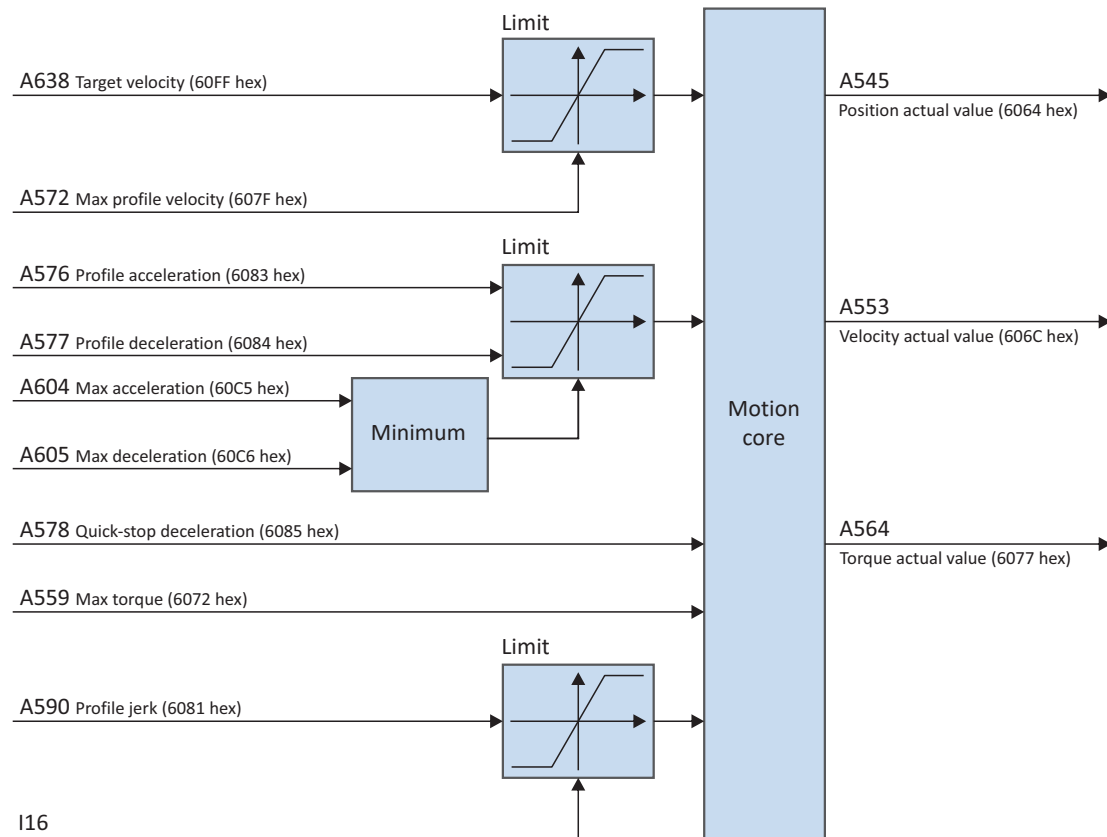 Limit
A638 Target velocity (60FF hex)
A545
Position actual value (6064 hex)
A572 Max profile velocity (607F hex)
Limit
A576 Profile acceleration (6083 hex)
A553
Velocity actual value (606C hex)
A577 Profile deceleration (6084 hex)
A604 Max acceleration (60C5 hex)
Minimum
Motion
core
A605 Max deceleration (60C6 hex)
A578 Quick-stop deceleration (6085 hex)
A564
Torque actual value (6077 hex)
A559 Max torque (6072 hex)
Limit
A590 Profile jerk (6081 hex)
I16